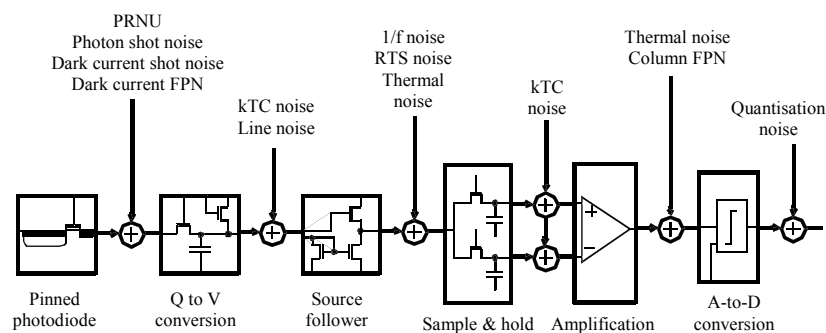 PRNU
Photon shot noise
Dark current shot noise
Dark current FPN
kTC noise
Line noise
1/f noise
RTS noise
Thermal
noise
kTC
noise
Thermal noise
Column FPN
Quantisation
noise
Pinned
photodiode
Q to V
conversion
Source
follower
Sample & hold
Amplification
A-to-D
conversion